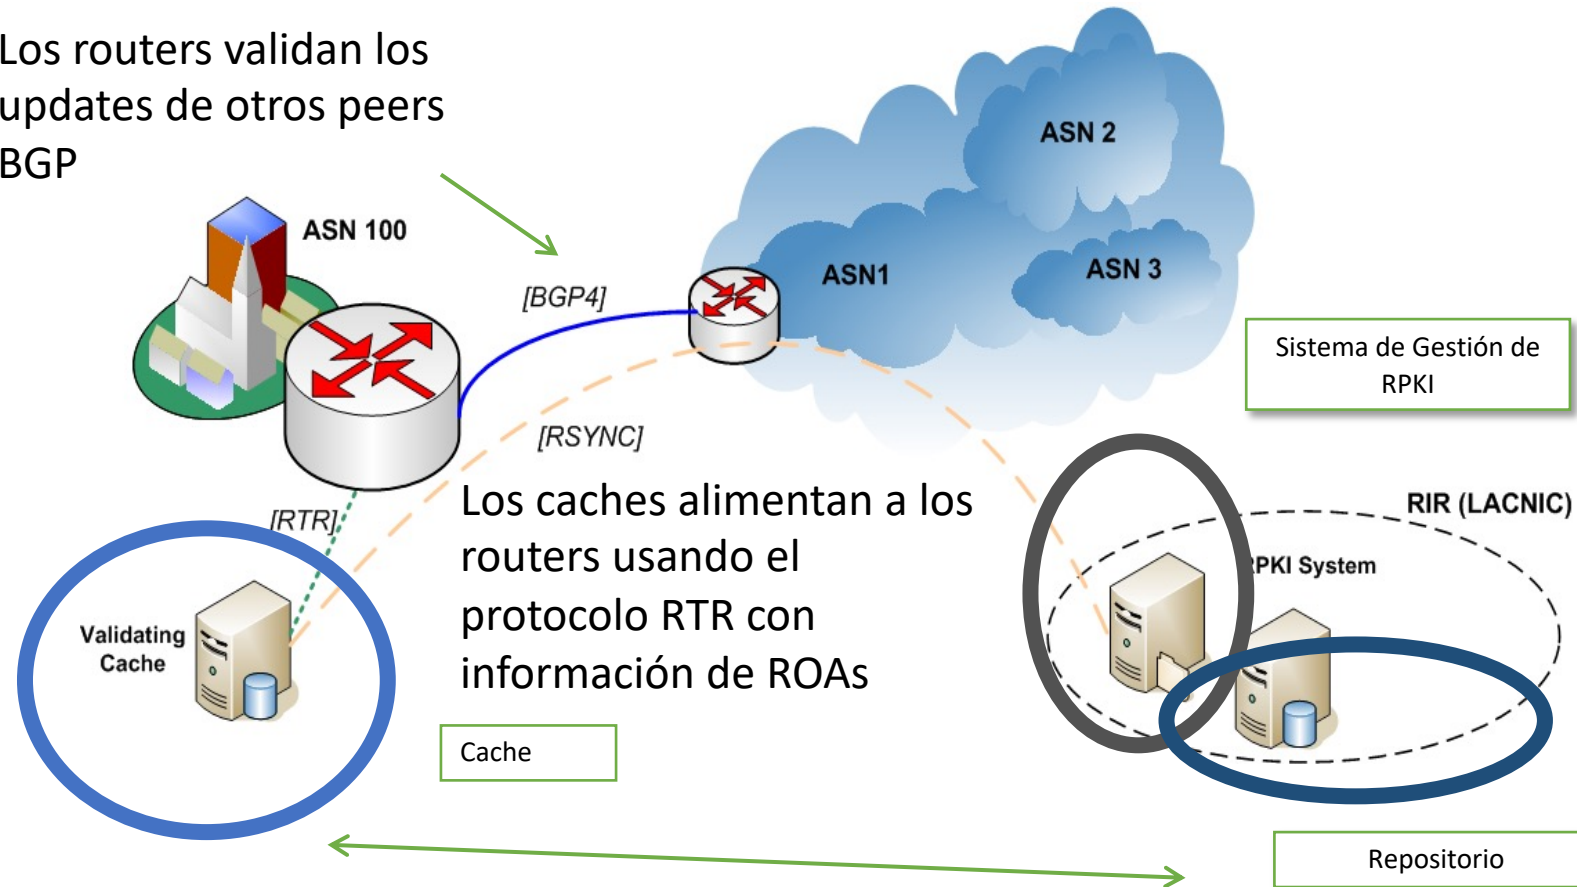 Los routers validan los
updates de otros peers
BGP
ASN 100
ASN 2
ASN1
ASN 3
[BGP4]
Sistema de Gestión de
RPKI
[RSYNC]
Los caches alimentan a los
routers usando el
protocolo RTR con
información de ROAs
[RTR]
RIR (LACNIC)
RPKI System
Validating
Cache
Cache
Repositorio